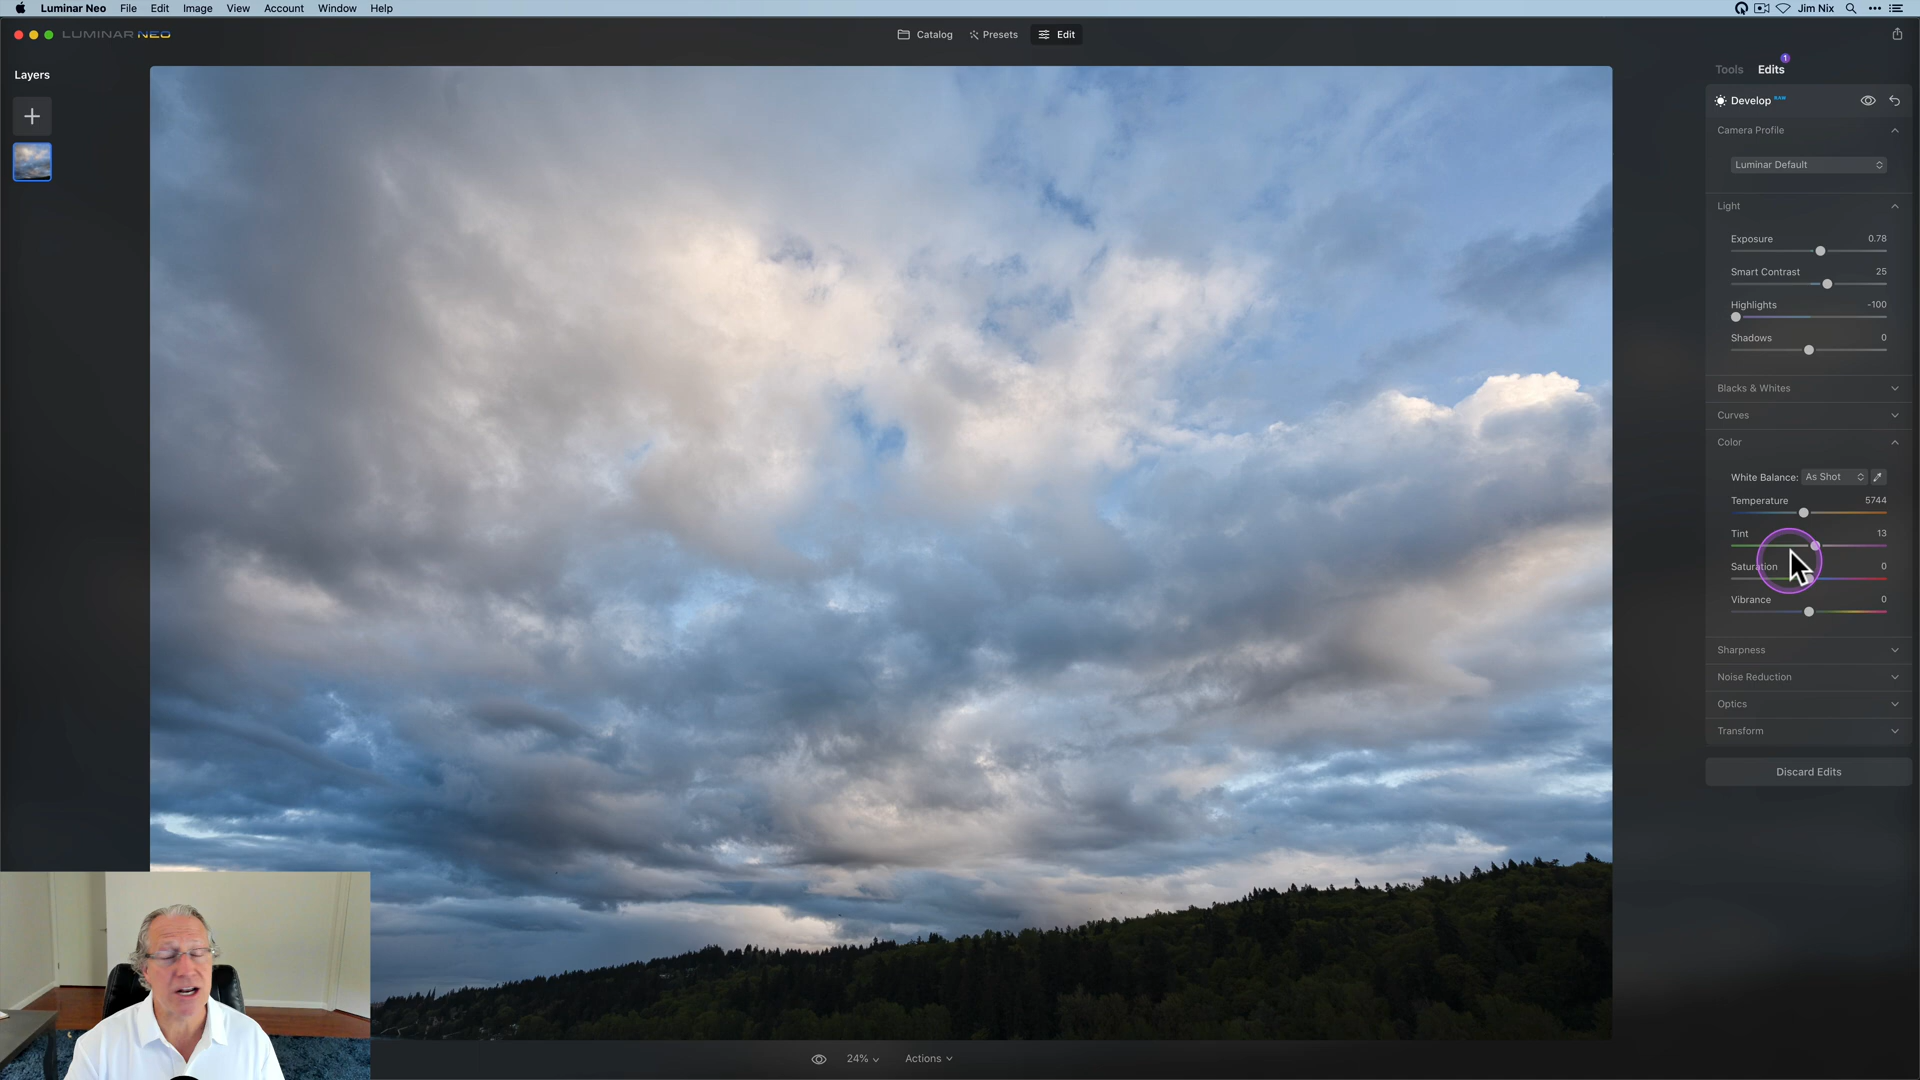 Luminar Neo File Edit Image View Account Window Help Jim Nix
LUMINAR NEO Catalog Presets Edit
Layers
Tools Edits 1
Develop RAW
Camera Profile
Luminar Default
Light
Exposure 0.78
Smart Contrast 25
Highlights -100
Shadows 0
Blacks & Whites
Curves
Color
White Balance: As Shot
Temperature 5744
Tint 13
Saturation 0
Vibrance 0
Sharpness
Noise Reduction
Optics
Transform
Discard Edits
24% Actions